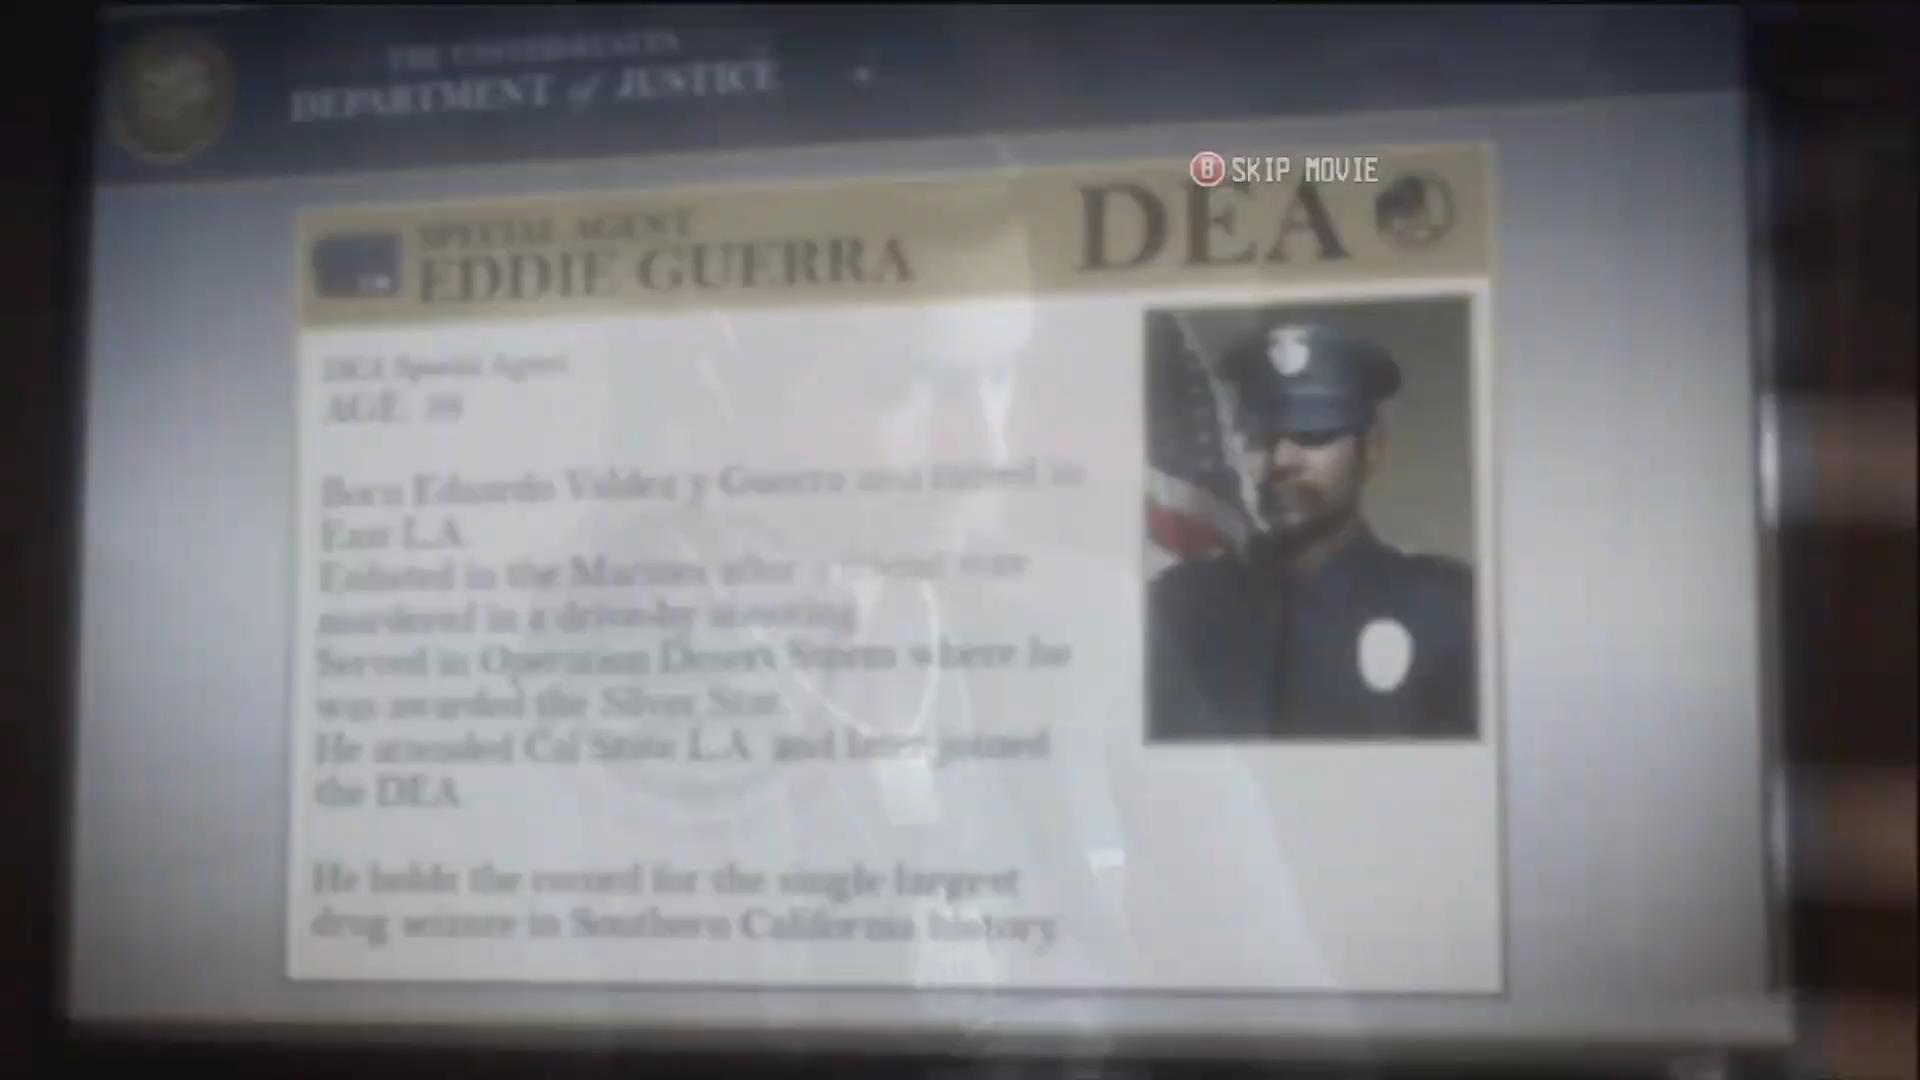 THE UNITED STATES
DEPARTMENT of JUSTICE
B SKIP MOVIE
SPECIAL AGENT
EDDIE GUERRA
DEA
DEA Special Agent
AGE:
Born Eduardo Valdez y Guerro and raised in
East L.A.
Enlisted in the Marines after a friend was
murdered in a drive-by shooting.
Served in Operation Desert Storm where he
was awarded the Silver Star.
He attended Cal State L.A. and later joined
the DEA
He holds the record for the single largest
drug seizure in Southern California history